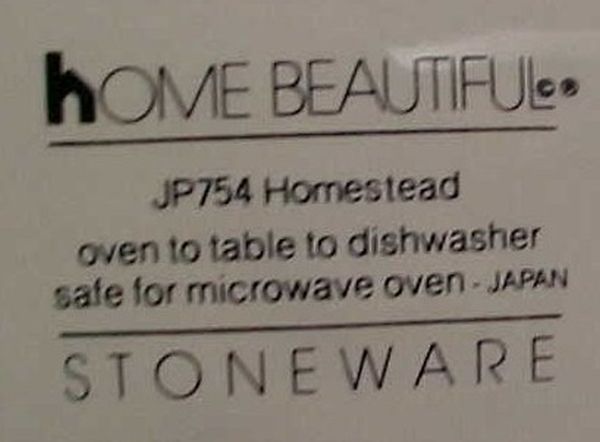 hOME BEAUTIFUL©®
JP754 Homestead
oven to table to dishwasher
safe for microwave oven - JAPAN
STONEWARE